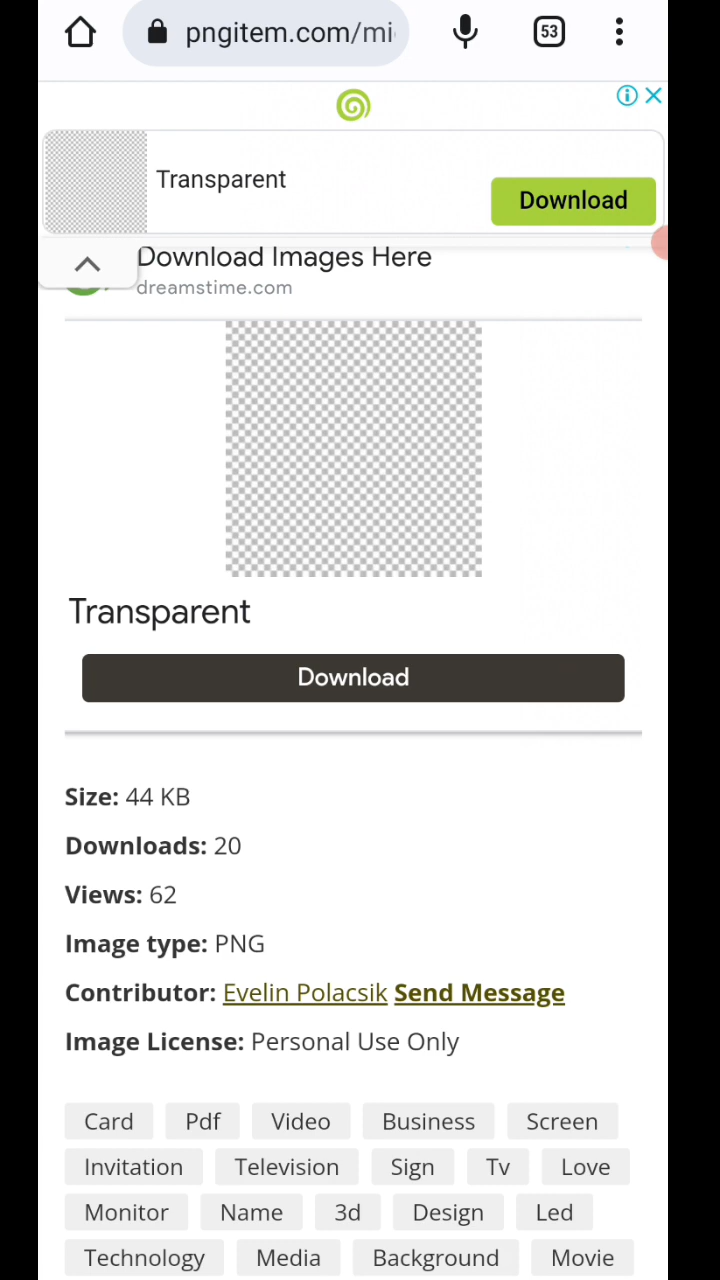 pngitem.com/mi
53
Transparent
Download
Download Images Here
dreamstime.com
Transparent
Download
Size: 44 KB
Downloads: 20
Views: 62
Image type: PNG
Contributor: Evelin Polacsik Send Message
Image License: Personal Use Only
Card Pdf Video Business Screen
Invitation Television Sign Tv Love
Monitor Name 3d Design Led
Technology Media Background Movie